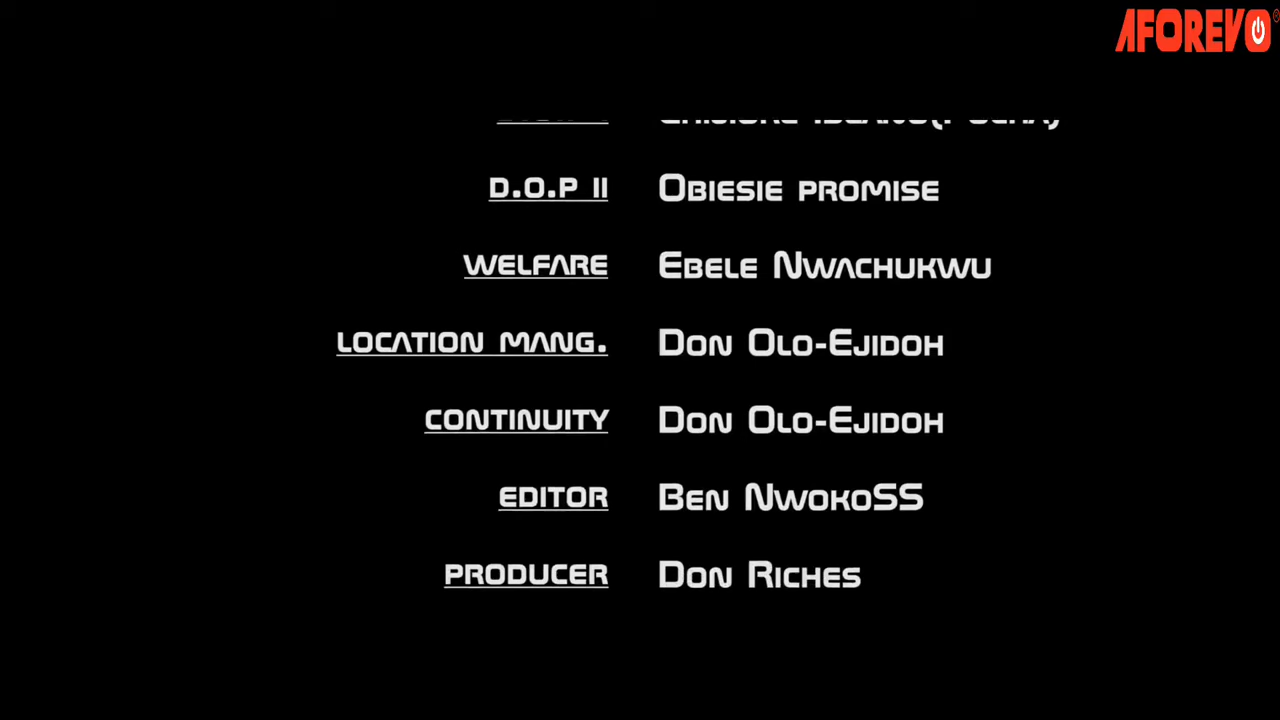 AFOREVO
D.O.P II Obiesie promise
WELFARE Ebele Nwachukwu
LOCATION MANG. Don Olo-Ejidoh
CONTINUITY Don Olo-Ejidoh
EDITOR Ben NwokoSS
PRODUCER Don Riches